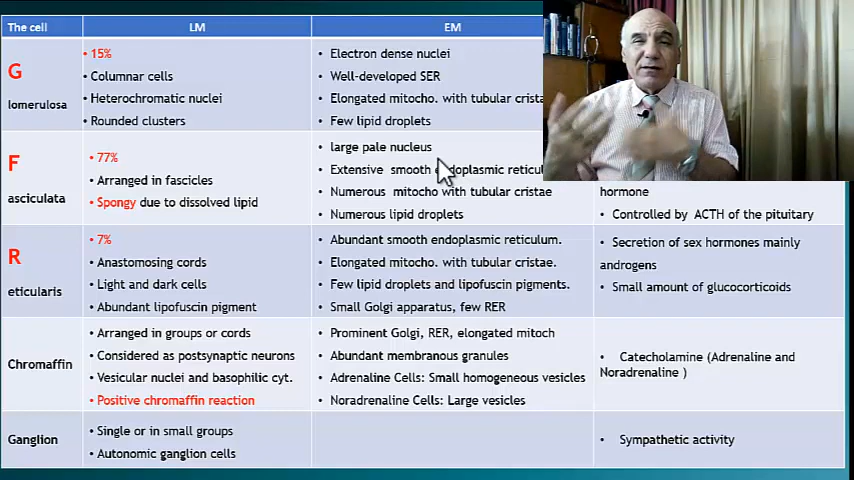 The cell LM EM
G
lomerulosa
• 15%
• Columnar cells
• Heterochromatic nuclei
• Rounded clusters
• Electron dense nuclei
• Well-developed SER
• Elongated mitocho. with tubular crista
• Few lipid droplets
F
asciculata
• 77%
• Arranged in fascicles
• Spongy due to dissolved lipid
• large pale nucleus
• Extensive smooth endoplasmic reticul
• Numerous mitocho with tubular cristae
• Numerous lipid droplets
hormone
• Controlled by ACTH of the pituitary
R
eticularis
• 7%
• Anastomosing cords
• Light and dark cells
• Abundant lipofuscin pigment
• Abundant smooth endoplasmic reticulum.
• Elongated mitocho. with tubular cristae.
• Few lipid droplets and lipofuscin pigments.
• Small Golgi apparatus, few RER
• Secretion of sex hormones mainly
androgens
• Small amount of glucocorticoids
Chromaffin
• Arranged in groups or cords
• Considered as postsynaptic neurons
• Vesicular nuclei and basophilic cyt.
• Positive chromaffin reaction
• Prominent Golgi, RER, elongated mitoch
• Abundant membranous granules
• Adrenaline Cells: Small homogeneous vesicles
• Noradrenaline Cells: Large vesicles
• Catecholamine (Adrenaline and
Noradrenaline )
Ganglion
• Single or in small groups
• Autonomic ganglion cells
• Sympathetic activity